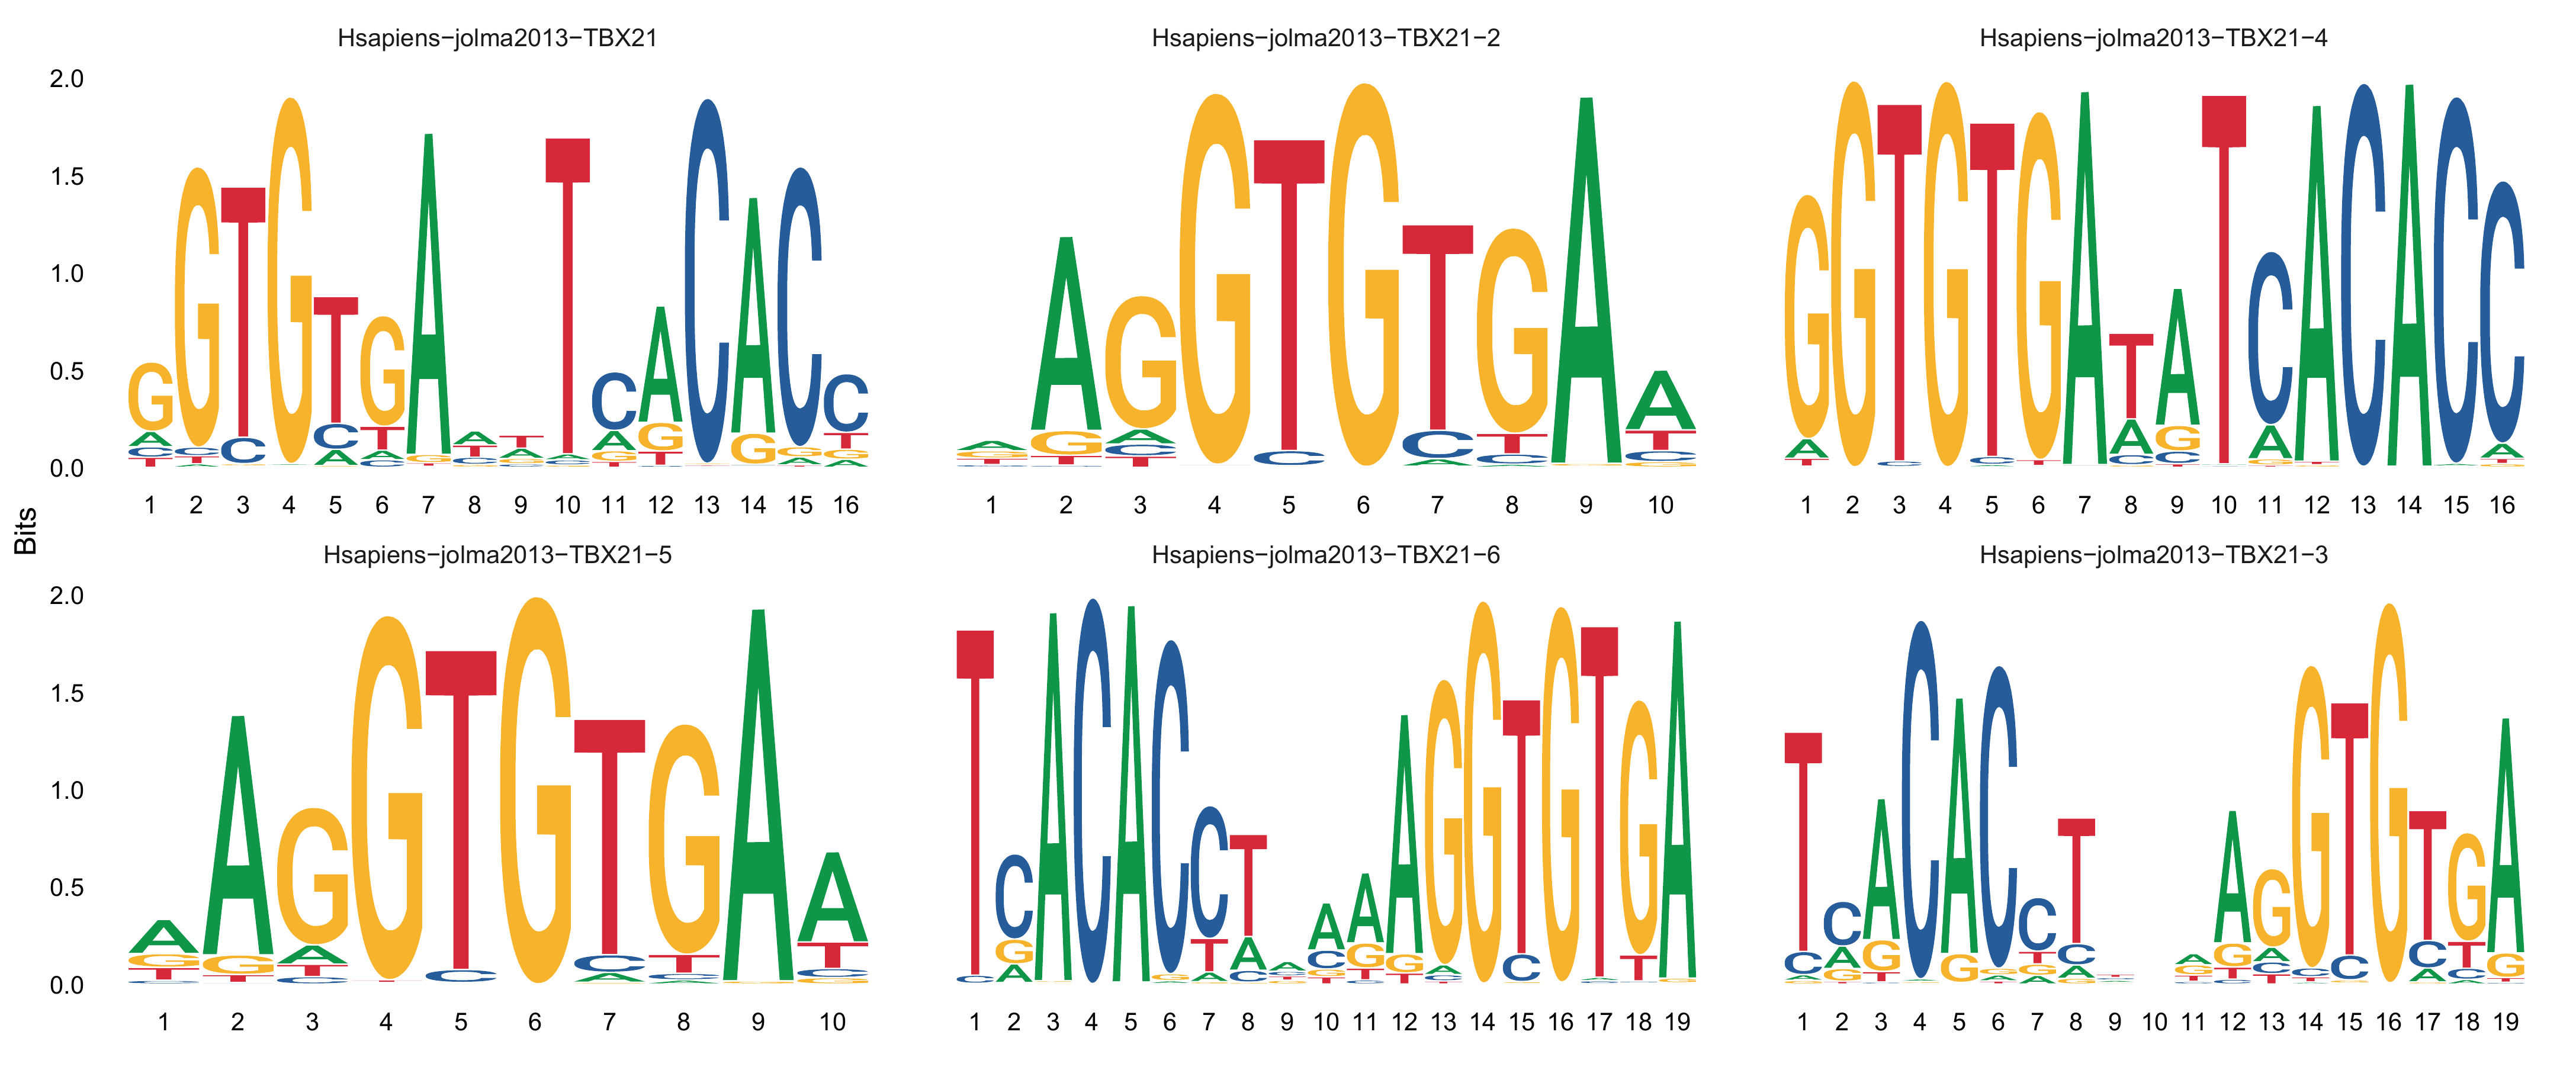 Hsapiens−jolma2013−TBX21
Hsapiens−jolma2013−TBX21−2
Hsapiens−jolma2013−TBX21−4
2.0
1.5
1.0
0.5
0.0
1 2 3 4 5 6 7 8 9 10 11 12 13 14 15 16
1 2 3 4 5 6 7 8 9 10
1 2 3 4 5 6 7 8 9 10 11 12 13 14 15 16
Bits
Hsapiens−jolma2013−TBX21−5
Hsapiens−jolma2013−TBX21−6
Hsapiens−jolma2013−TBX21−3
2.0
1.5
1.0
0.5
0.0
1 2 3 4 5 6 7 8 9 10
1 2 3 4 5 6 7 8 9 10 11 12 13 14 15 16 17 18 19
1 2 3 4 5 6 7 8 9 10 11 12 13 14 15 16 17 18 19